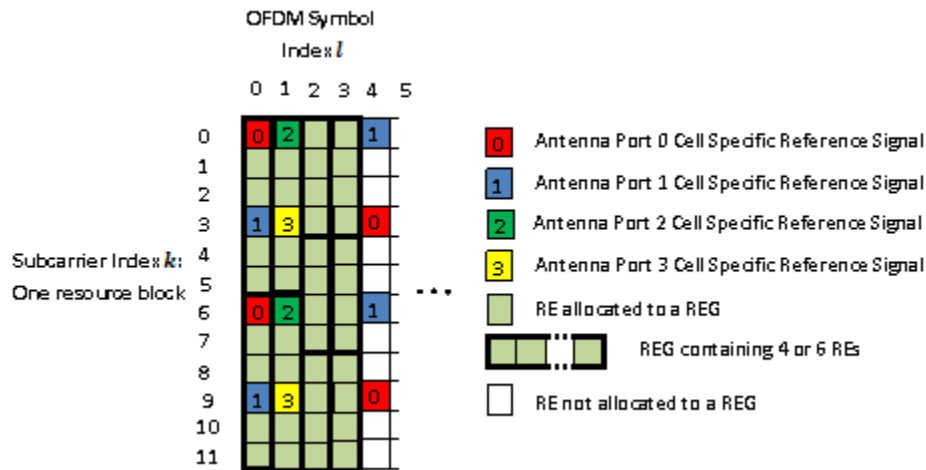 OFDM Symbol
Index l
0 1 2 3 4 5
0 0 2 1
1
2
3 1 3 0
4
5
6 0 2 1
7
8
9 1 3 0
10
11
Subcarrier Index k:
One resource block
...
0 Antenna Port 0 Cell Specific Reference Signal
1 Antenna Port 1 Cell Specific Reference Signal
2 Antenna Port 2 Cell Specific Reference Signal
3 Antenna Port 3 Cell Specific Reference Signal
RE allocated to a REG
REG containing 4 or 6 REs
RE not allocated to a REG